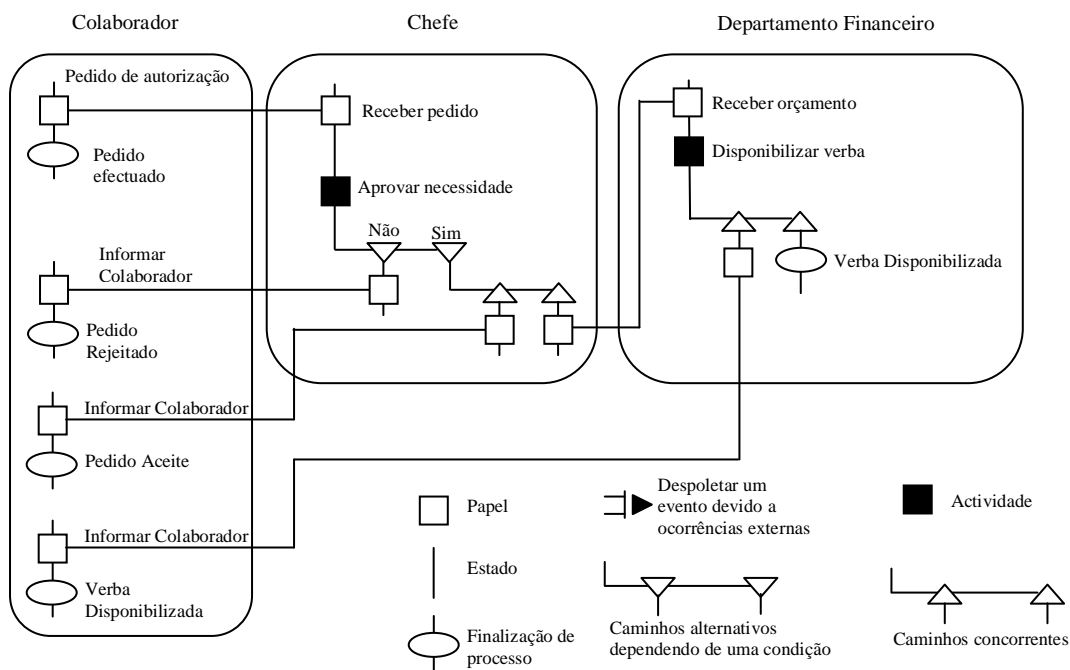 Colaborador
Chefe
Departamento Financeiro
Pedido de autorização
Receber pedido
Receber orçamento
Pedido
efectuado
Disponibilizar verba
Aprovar necessidade
Não
Sim
Informar
Colaborador
Verba Disponibilizada
Pedido
Rejeitado
Informar Colaborador
Pedido Aceite
Informar Colaborador
Verba
Disponibilizada
Papel
Despoletar um
evento devido a
ocorrências externas
Actividade
Estado
Finalização de
processo
Caminhos alternativos
dependendo de uma condição
Caminhos concorrentes